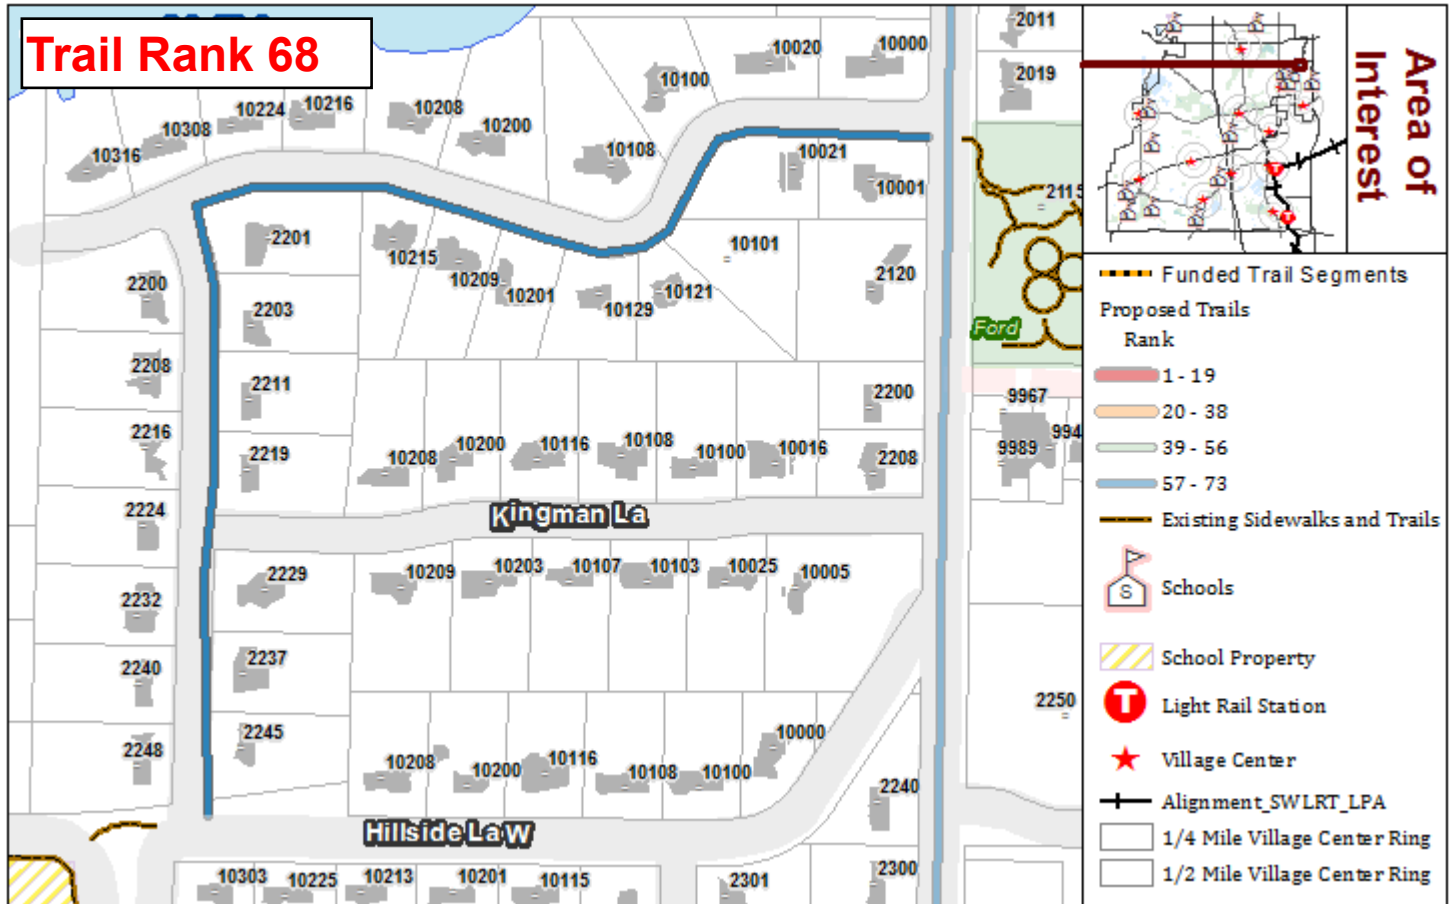 Trail Rank 68
2011
10020
10000
2019
10100
10224
10216
10208
10308
10200
10316
10108
10021
10001
2115
2201
10215
10101
10209
2120
2200
10201
10121
2203
10129
Ford
2208
2211
2200
9967
2216
10208
10200
10116
10108
10100
10016
994
2219
2208
9989
Kingman La
2224
2229
10209
10203
10107
10103
10025
10005
2232
2237
2240
2250
2245
10000
2248
10208
10200
10116
10108
10100
2240
Hillside La W
10303
10225
10213
10201
10115
2301
2300
Area of
Interest
Funded Trail Segments
Proposed Trails
Rank
1 - 19
20 - 38
39 - 56
57 - 73
Existing Sidewalks and Trails
S
Schools
School Property
T
Light Rail Station
Village Center
Alignment_SWLRT_LPA
1/4 Mile Village Center Ring
1/2 Mile Village Center Ring